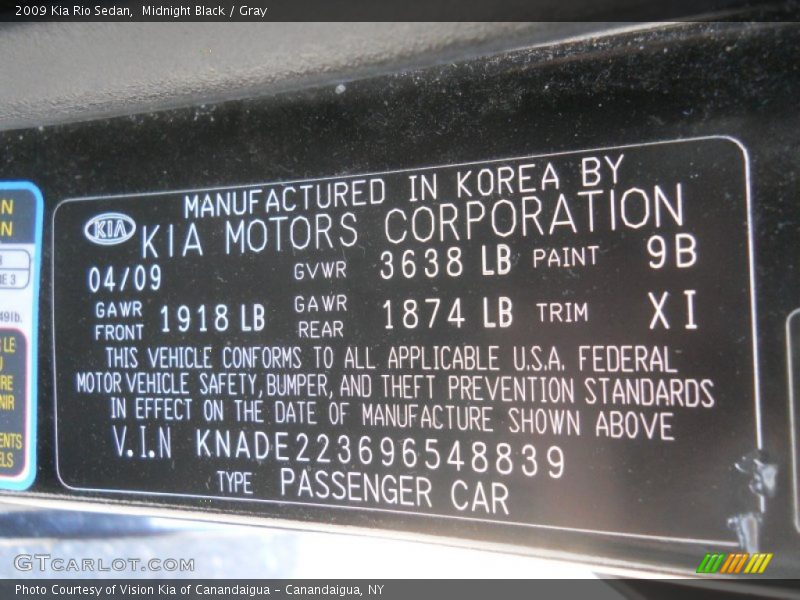 2009 Kia Rio Sedan, Midnight Black / Gray
MANUFACTURED IN KOREA BY
KIA KIA MOTORS CORPORATION
04/09 GVWR 3638 LB PAINT 9B
GAWR FRONT 1918 LB GAWR REAR 1874 LB TRIM XI
THIS VEHICLE CONFORMS TO ALL APPLICABLE U.S.A. FEDERAL
MOTOR VEHICLE SAFETY, BUMPER, AND THEFT PREVENTION STANDARDS
IN EFFECT ON THE DATE OF MANUFACTURE SHOWN ABOVE
V.I.N KNADE223696548839
TYPE PASSENGER CAR
GTCARLOT.COM
Photo Courtesy of Vision Kia of Canandaigua - Canandaigua, NY